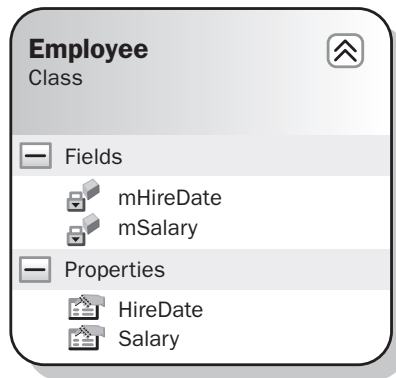 Employee
Class
Fields
mHireDate
mSalary
Properties
HireDate
Salary